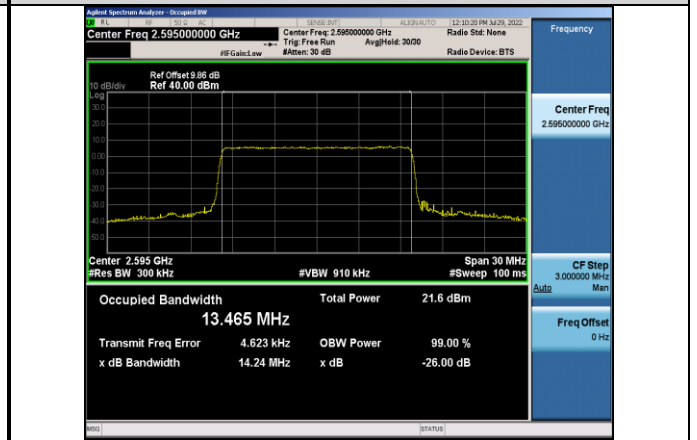 Agilent Spectrum Analyzer - Occupied BW
RL RF 50 Ω AC SENSE:INT ALIGNAUTO 12:10:20 PM Jul 29, 2022
Center Freq 2.595000000 GHz
Center Freq: 2.595000000 GHz
Radio Std: None
Trig: Free Run Avg|Hold: 30/30
#IFGain:Low #Atten: 30 dB Radio Device: BTS
Frequency
Ref Offset 9.86 dB
10 dB/div Ref 40.00 dBm
Log
30.0
20.0
10.0
0.00
-10.0
-20.0
-30.0
-40.0
-50.0
Center 2.595 GHz Span 30 MHz
#Res BW 300 kHz #VBW 910 kHz #Sweep 100 ms
Occupied Bandwidth Total Power 21.6 dBm
13.465 MHz
Transmit Freq Error 4.623 kHz OBW Power 99.00 %
x dB Bandwidth 14.24 MHz x dB -26.00 dB
Center Freq
2.595000000 GHz
CF Step
3.000000 MHz
Auto Man
Freq Offset
0 Hz
MSG STATUS